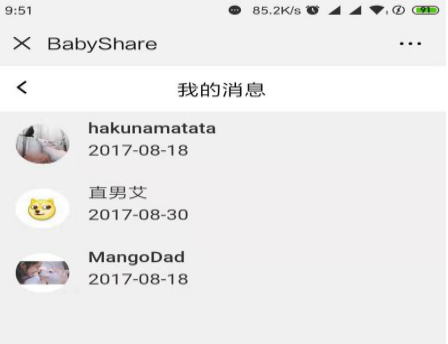 9:51
85.2K/s
91
BabyShare
我的消息
hakunamatata
2017-08-18
直男艾
2017-08-30
MangoDad
2017-08-18